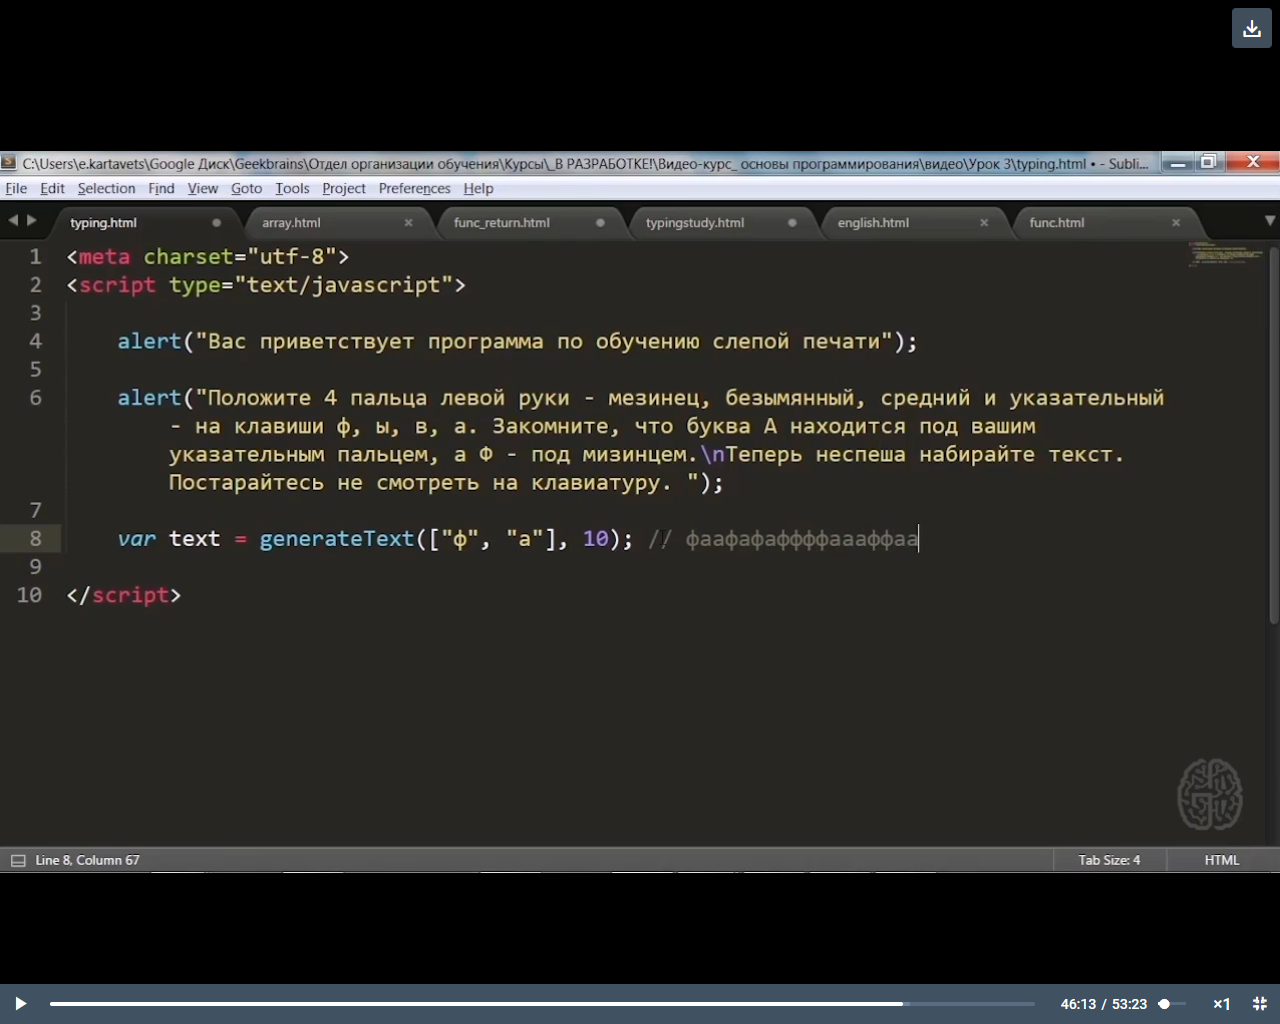 C:\Users\e.kartavets\Google Диск\Geekbrains\Отдел организации обучения\Курсы\_В РАЗРАБОТКЕ!\Видео-курс_ основы программирования\видео\Урок 3\typing.html • - Subli...
File Edit Selection Find View Goto Tools Project Preferences Help
typing.html array.html func_return.html typingstudy.html english.html func.html
1 <meta charset="utf-8">
2 <script type="text/javascript">
3
4 alert("Вас приветствует программа по обучению слепой печати");
5
6 alert("Положите 4 пальца левой руки - мезинец, безымянный, средний и указательный
- на клавиши ф, ы, в, а. Закомните, что буква А находится под вашим
указательным пальцем, а Ф - под мизинцем.\nТеперь неспеша набирайте текст.
Постарайтесь не смотреть на клавиатуру. ");
7
8 var text = generateText(["ф", "а"], 10); // фаафафаффффаааффаа
9
10 </script>
Line 8, Column 67 Tab Size: 4 HTML
46:13 / 53:23 ×1